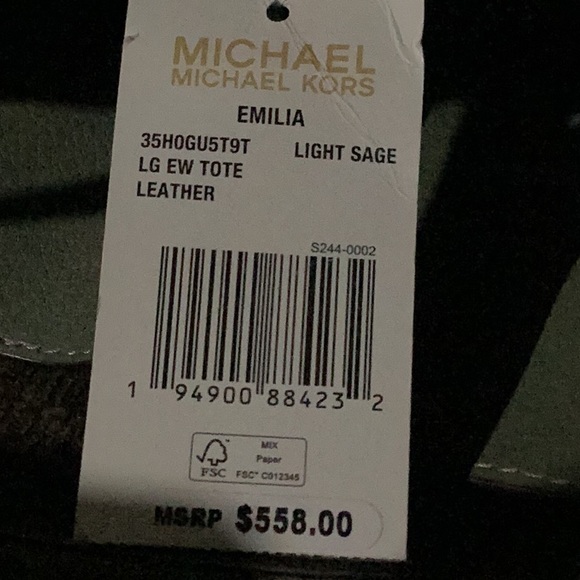 MICHAEL
MICHAEL KORS
EMILIA
35H0GU5T9T LIGHT SAGE
LG EW TOTE
LEATHER
S244-0002
1 94900 88423 2
MIX
Paper
FSC FSC® C012345
MSRP $558.00